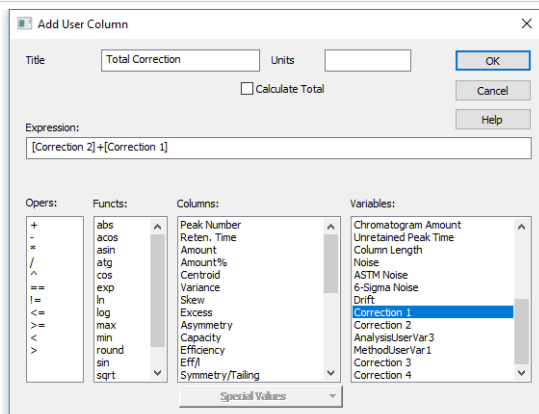 Add User Column
Title Total Correction Units OK
Calculate Total Cancel
Help
Expression:
[Correction 2]+[Correction 1]
Opers:
+
-
*
/
^
==
!=
<=
>=
<
>
Functs:
abs
acos
asin
atg
cos
exp
ln
log
max
min
round
sin
sqrt
Columns:
Peak Number
Reten. Time
Amount
Amount%
Centroid
Variance
Skew
Excess
Asymmetry
Capacity
Efficiency
Eff/l
Symmetry/Tailing
Variables:
Chromatogram Amount
Unretained Peak Time
Column Length
Noise
ASTM Noise
6-Sigma Noise
Drift
Correction 1
Correction 2
AnalysisUserVar3
MethodUserVar1
Correction 3
Correction 4
Special Values